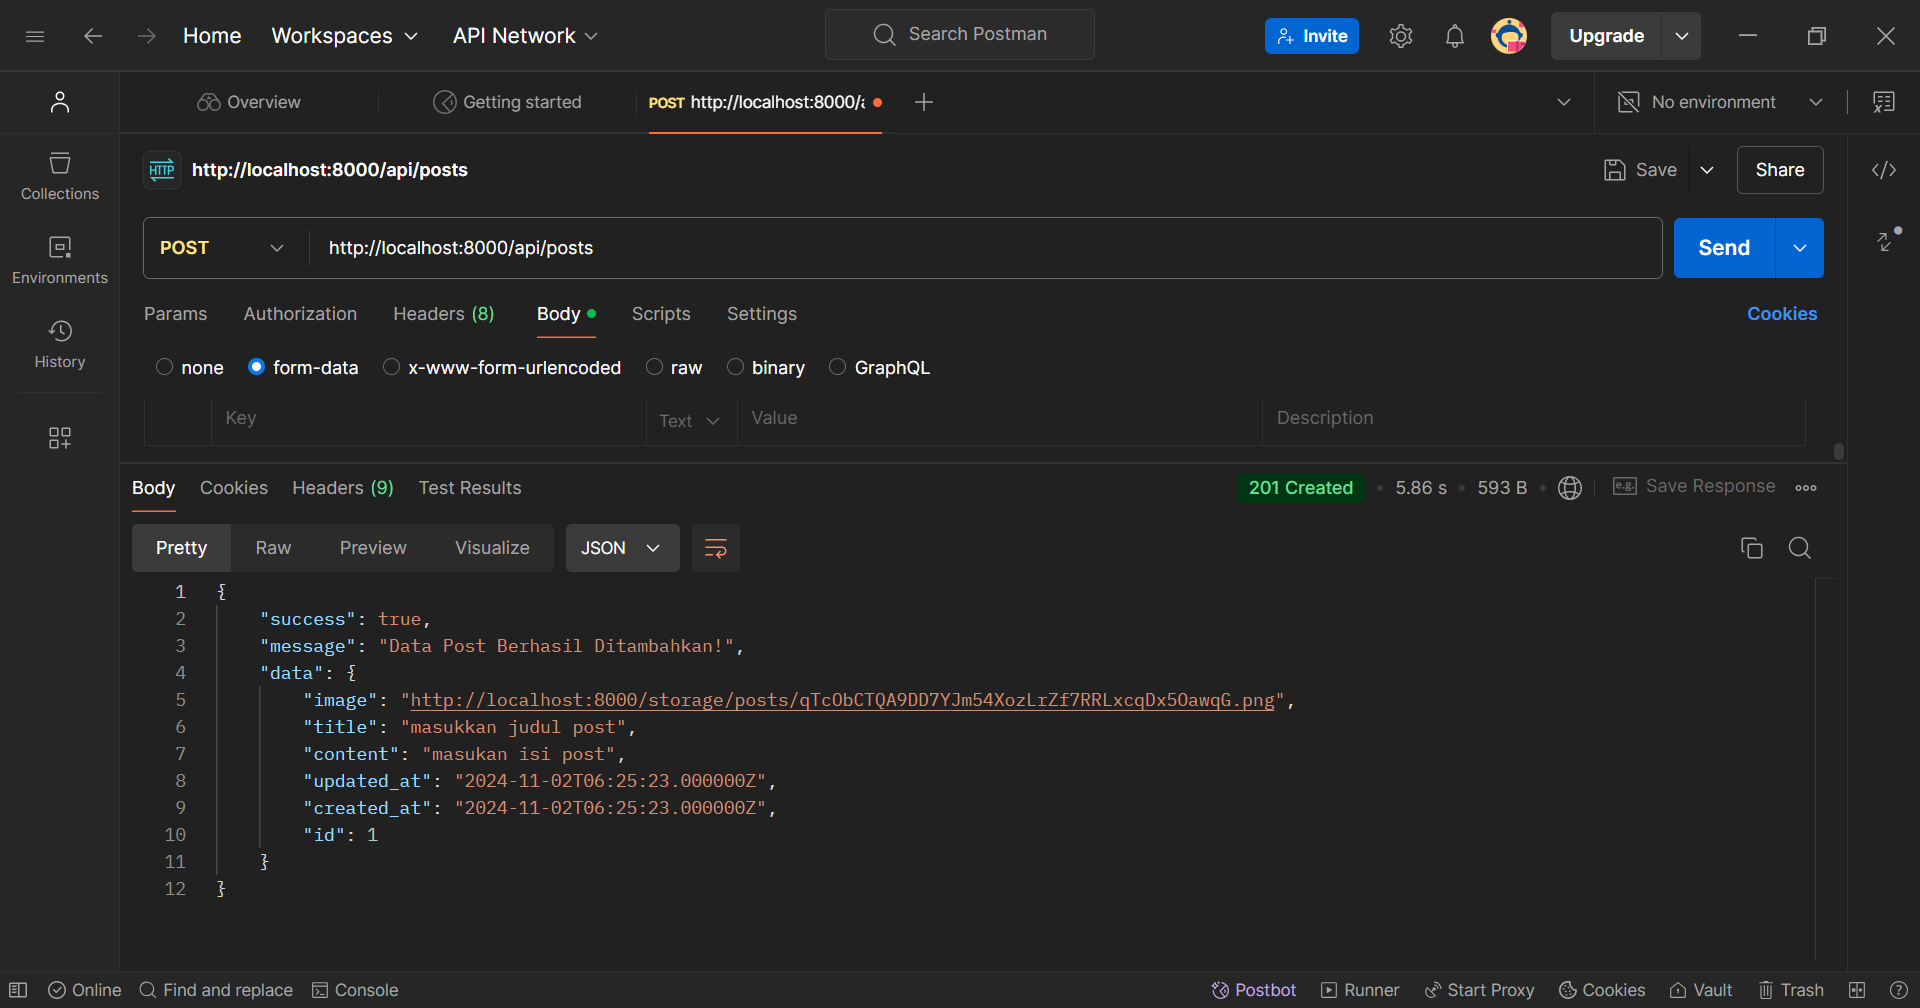 Home Workspaces API Network Search Postman Invite Upgrade
Overview Getting started POST http://localhost:8000/a No environment
HTTP http://localhost:8000/api/posts Save Share
Collections
POST http://localhost:8000/api/posts Send
Environments
Params Authorization Headers (8) Body Scripts Settings Cookies
History
none form-data x-www-form-urlencoded raw binary GraphQL
Key Text Value Description
Body Cookies Headers (9) Test Results 201 Created 5.86 s 593 B e.g. Save Response
Pretty Raw Preview Visualize JSON
1 {
2 "success": true,
3 "message": "Data Post Berhasil Ditambahkan!",
4 "data": {
5 "image": "http://localhost:8000/storage/posts/qTcObCTQA9DD7YJm54XozLrZf7RRLxcqDx5OawqG.png",
6 "title": "masukkan judul post",
7 "content": "masukan isi post",
8 "updated_at": "2024-11-02T06:25:23.000000Z",
9 "created_at": "2024-11-02T06:25:23.000000Z",
10 "id": 1
11 }
12 }
Online Find and replace Console Postbot Runner Start Proxy Cookies Vault Trash